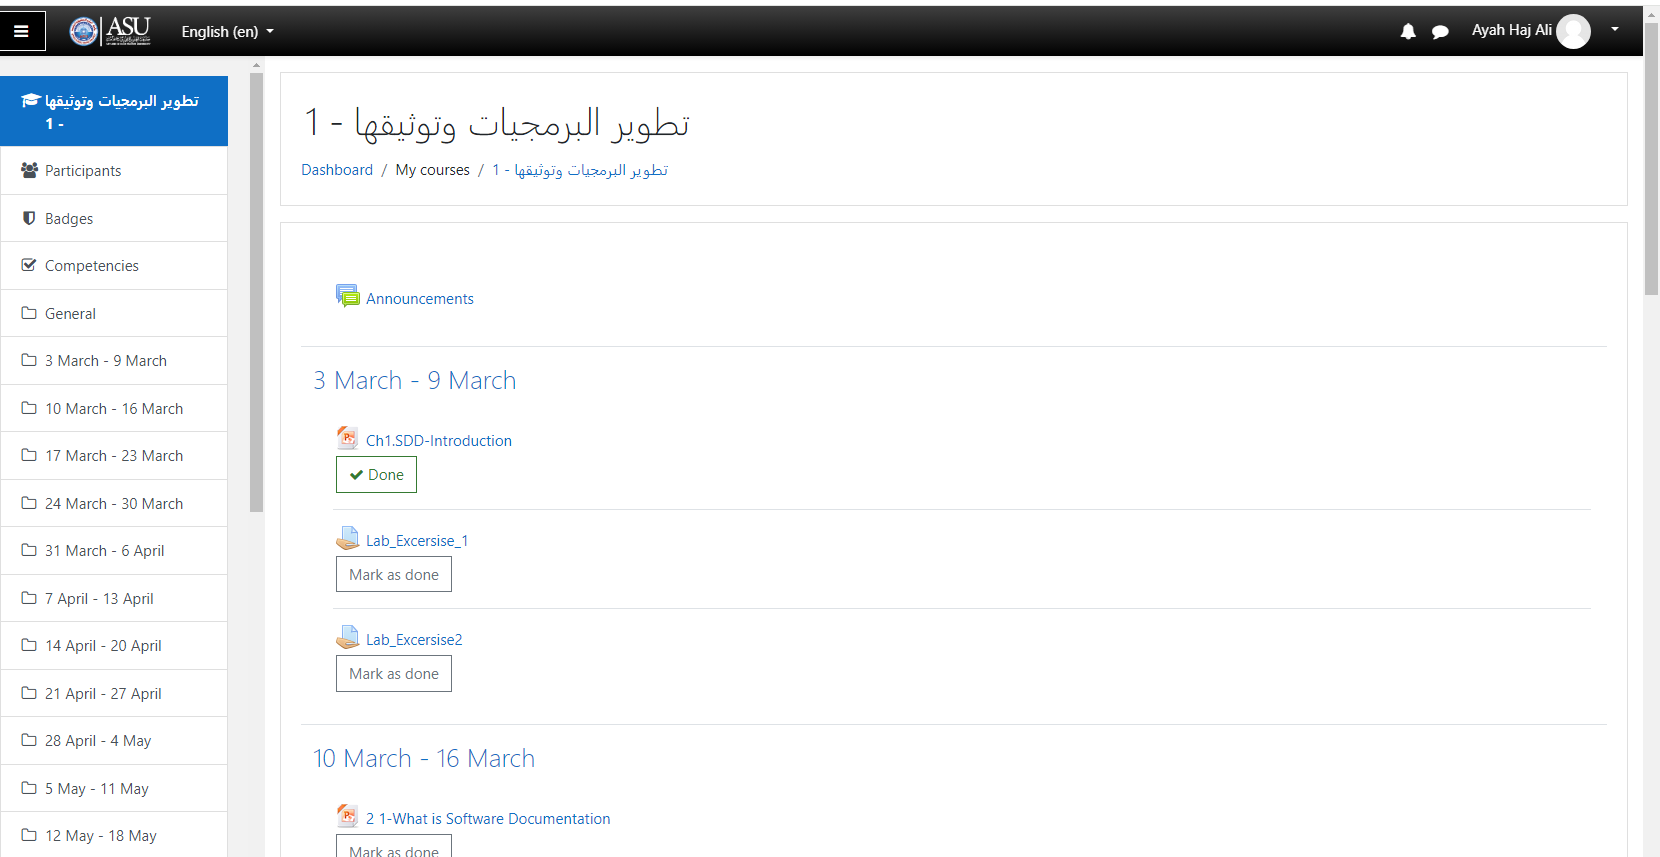 ASU
English (en)
Ayah Haj Ali
تطوير البرمجيات وتوثيقها
- 1
Participants
Badges
Competencies
General
3 March - 9 March
10 March - 16 March
17 March - 23 March
24 March - 30 March
31 March - 6 April
7 April - 13 April
14 April - 20 April
21 April - 27 April
28 April - 4 May
5 May - 11 May
12 May - 18 May
تطوير البرمجيات وتوثيقها - 1
Dashboard / My courses / تطوير البرمجيات وتوثيقها - 1
Announcements
3 March - 9 March
Ch1.SDD-Introduction
Done
Lab_Excersise_1
Mark as done
Lab_Excersise2
Mark as done
10 March - 16 March
2 1-What is Software Documentation
Mark as done